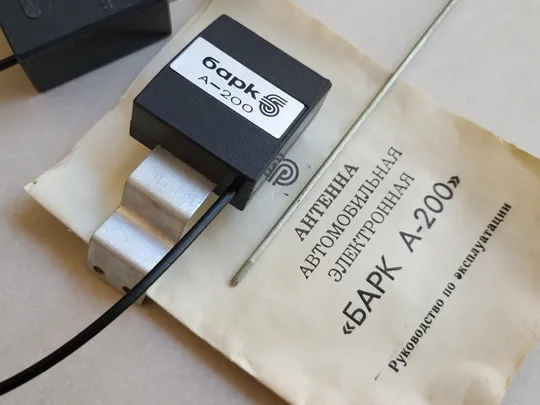 барк
А-200
АНТЕННА
АВТОМОБИЛЬНАЯ
ЭЛЕКТРОННАЯ
«БАРК А-200»
Руководство по эксплуатации